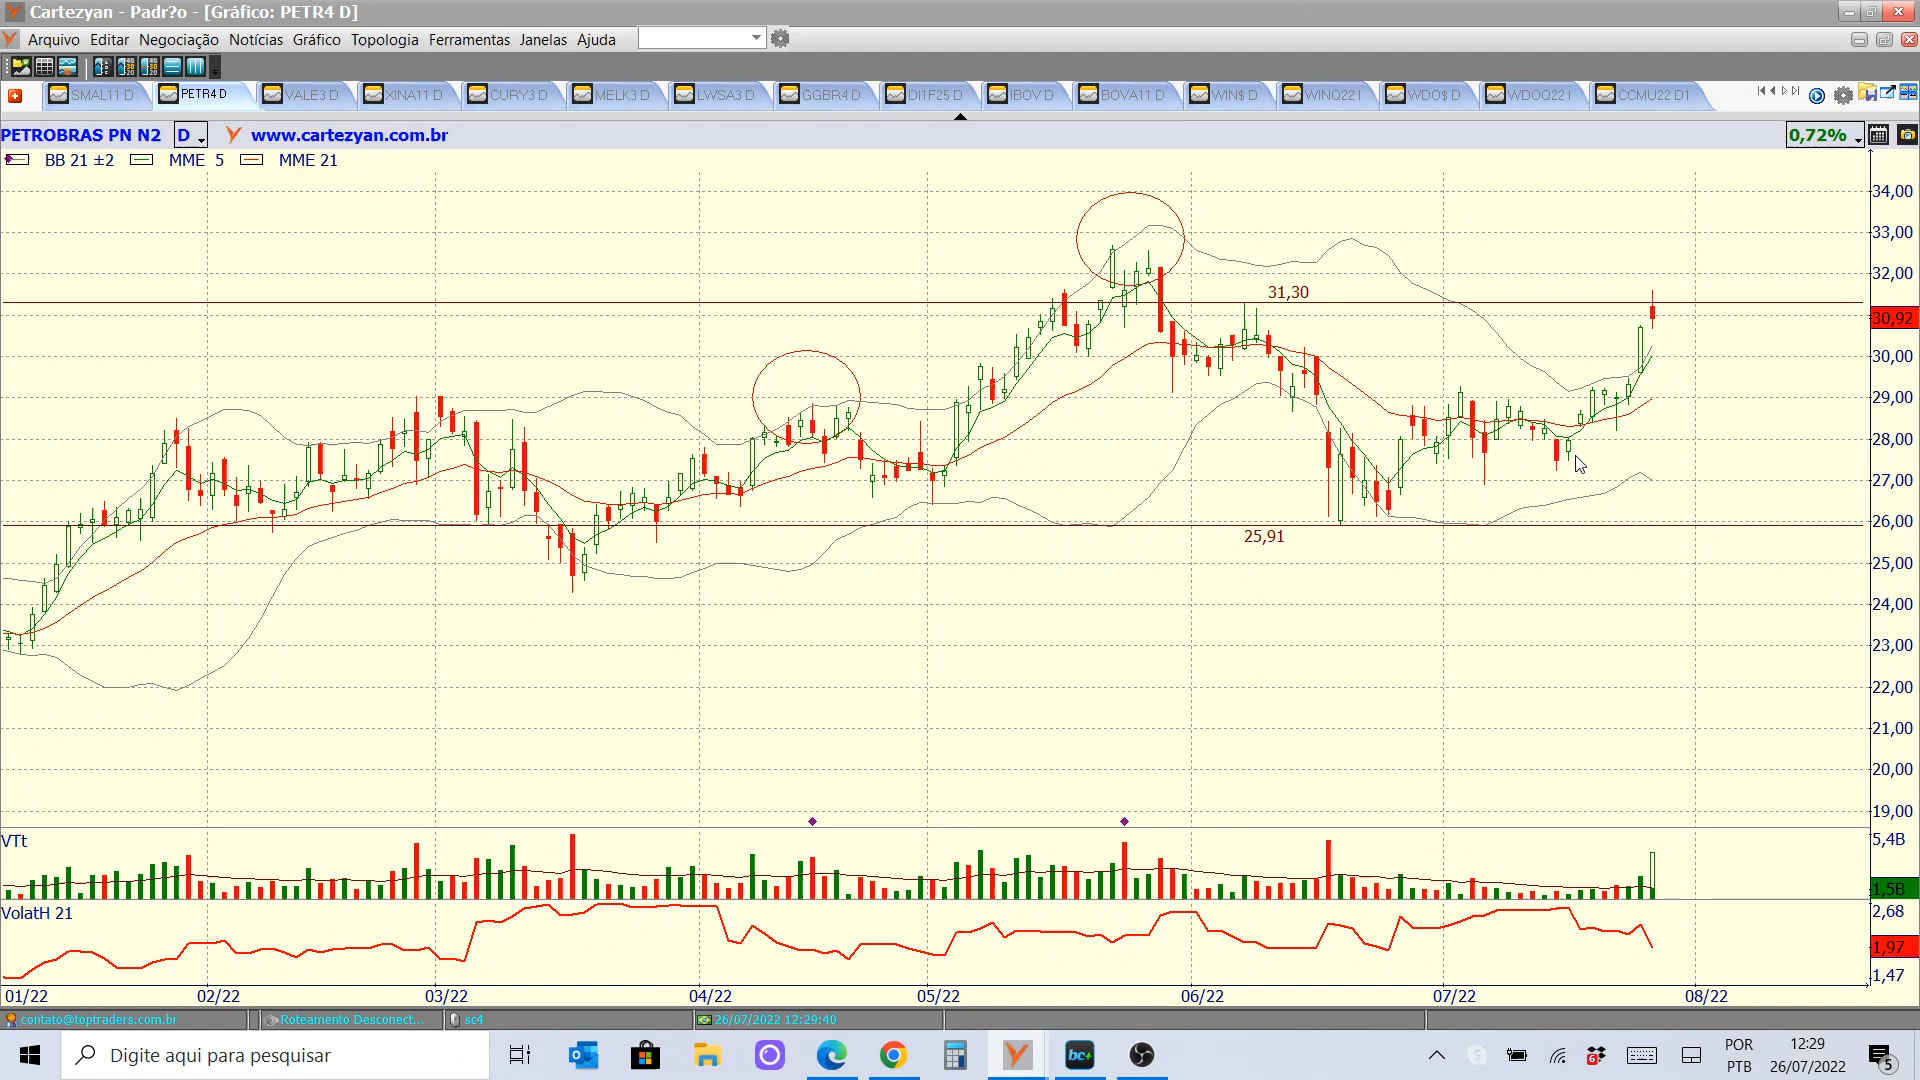 Cartezyan - Padr?o - [Gráfico: PETR4 D]
Arquivo Editar Negociação Notícias Gráfico Topologia Ferramentas Janelas Ajuda
SMAL11 D PETR4 D VALE3 D XINA11 D CURY3 D MELK3 D LWSA3 D GGBR4 D DI1F25 D IBOV D BOVA11 D WIN$ D WINQ22 I WDO$ D WDOQ22 I CCMU22 D1
PETROBRAS PN N2 D www.cartezyan.com.br 0,72%
BB 21 ±2 MME 5 MME 21
34,00
33,00
32,00
31,30
30,92
30,00
29,00
28,00
27,00
26,00
25,91
25,00
24,00
23,00
22,00
21,00
20,00
19,00
VTt 5,4B
1,5B
VolatH 21 2,68
1,97
1,47
01/22 02/22 03/22 04/22 05/22 06/22 07/22 08/22
contato@toptraders.com.br Roteamento Desconect... sc4 26/07/2022 12:29:40
Digite aqui para pesquisar
bc+
6
POR
PTB
12:29
26/07/2022
5